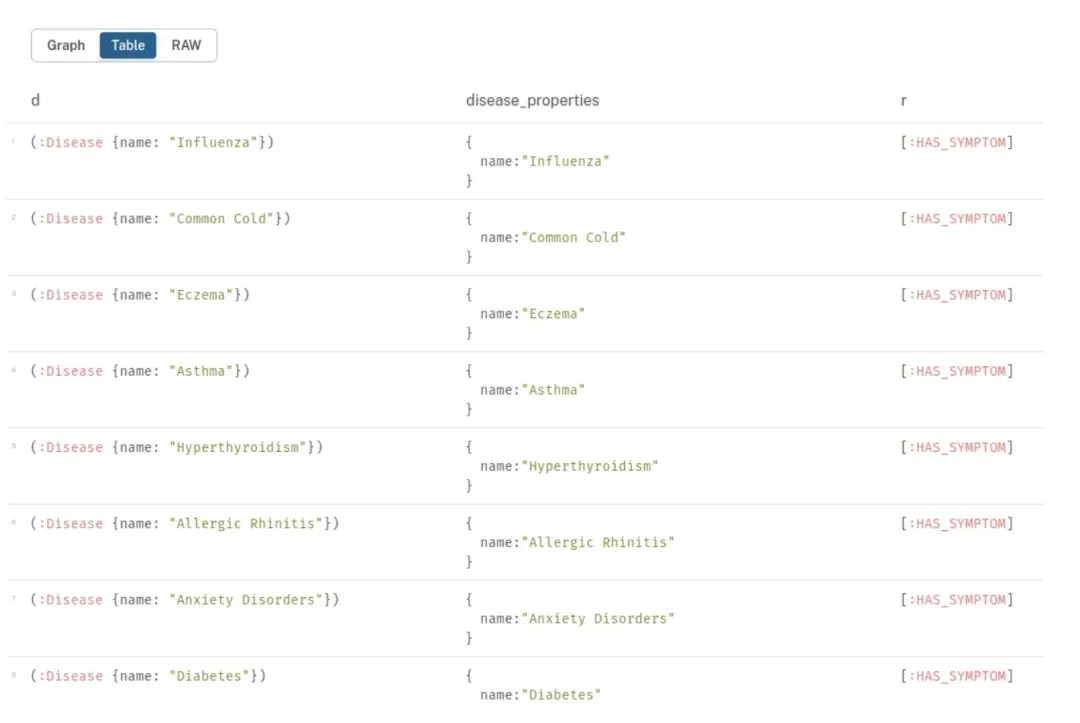 Graph Table RAW
d disease_properties r
1 (:Disease {name: "Influenza"}) { [:HAS_SYMPTOM]
name:"Influenza"
}
2 (:Disease {name: "Common Cold"}) { [:HAS_SYMPTOM]
name:"Common Cold"
}
3 (:Disease {name: "Eczema"}) { [:HAS_SYMPTOM]
name:"Eczema"
}
4 (:Disease {name: "Asthma"}) { [:HAS_SYMPTOM]
name:"Asthma"
}
5 (:Disease {name: "Hyperthyroidism"}) { [:HAS_SYMPTOM]
name:"Hyperthyroidism"
}
6 (:Disease {name: "Allergic Rhinitis"}) { [:HAS_SYMPTOM]
name:"Allergic Rhinitis"
}
7 (:Disease {name: "Anxiety Disorders"}) { [:HAS_SYMPTOM]
name:"Anxiety Disorders"
}
8 (:Disease {name: "Diabetes"}) { [:HAS_SYMPTOM]
name:"Diabetes"